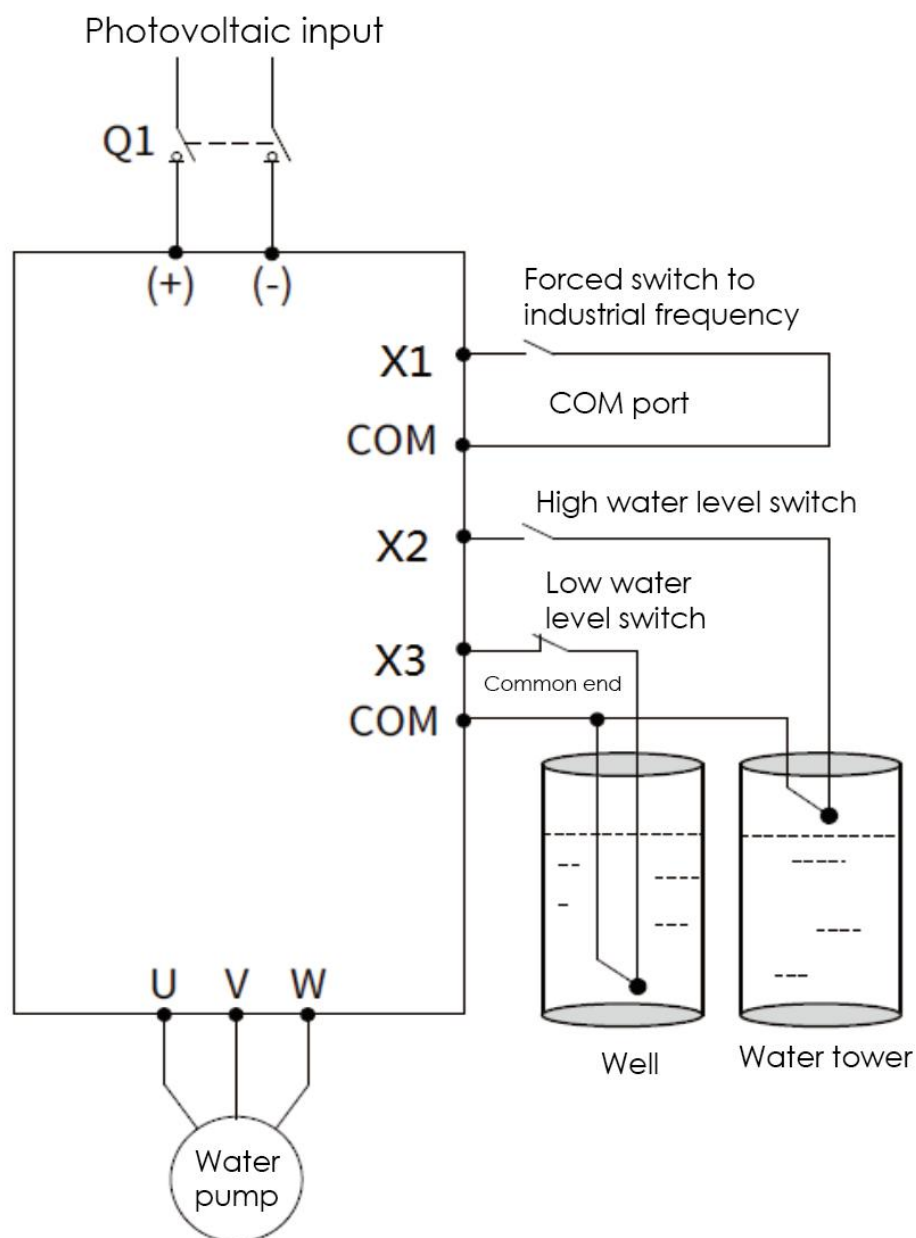 Photovoltaic input
Q1
(+) (-)
Forced switch to
industrial frequency
X1
COM port
COM
High water level switch
X2
Low water
level switch
X3
Common end
COM
U V W
Well
Water tower
Water
pump